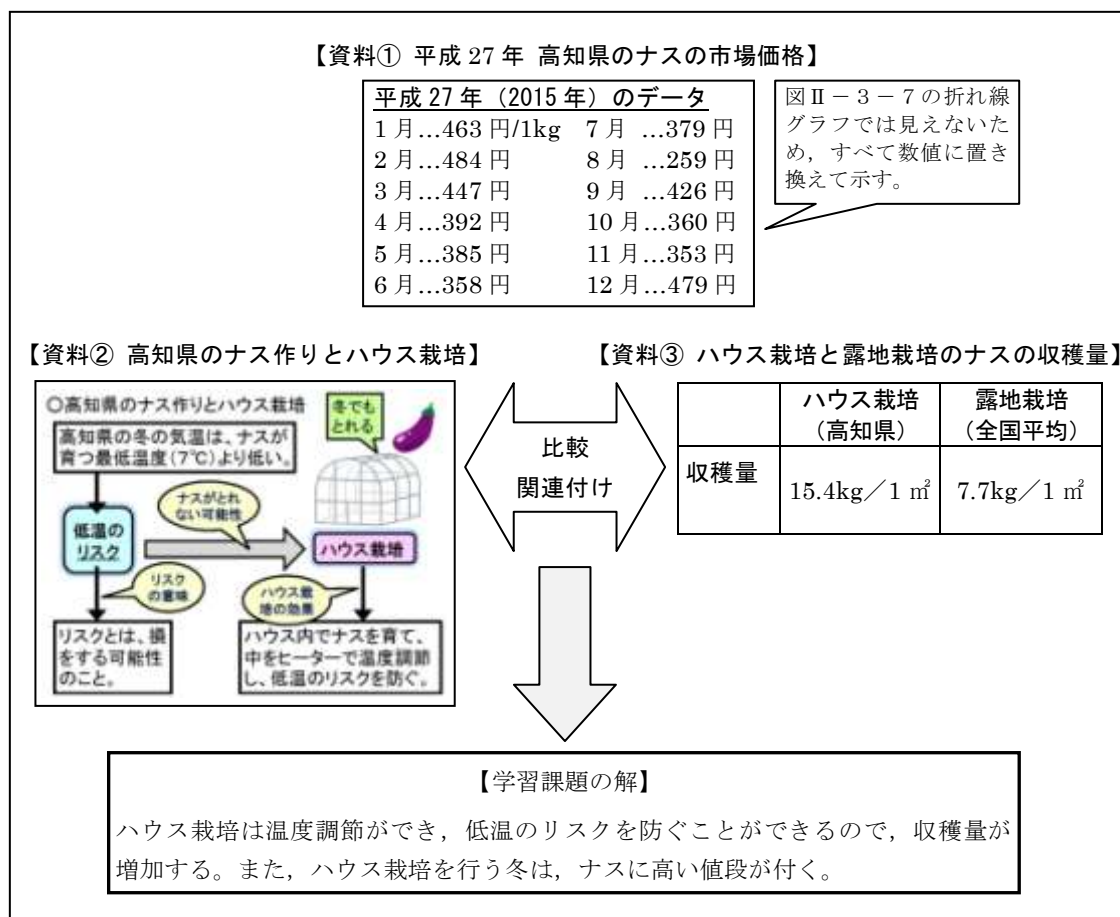 【資料① 平成 27 年 高知県のナスの市場価格】
平成 27 年（2015 年）のデータ
1 月…463 円/1kg 7 月 …379 円
2 月…484 円 8 月 …259 円
3 月…447 円 9 月 …426 円
4 月…392 円 10 月…360 円
5 月…385 円 11 月…353 円
6 月…358 円 12 月…479 円
図Ⅱ－3－7の折れ線
グラフでは見えないた
め，すべて数値に置き
換えて示す。
【資料② 高知県のナス作りとハウス栽培】
○高知県のナス作りとハウス栽培
高知県の冬の気温は、ナスが
育つ最低温度(7℃)より低い。
冬でも
とれる
ナスがとれ
ない可能性
低温の
リスク
ハウス栽培
リスク
の意味
ハウス栽
培の効果
リスクとは、損
をする可能性
のこと。
ハウス内でナスを育て、
中をヒーターで温度調節
し、低温のリスクを防ぐ。
比較
関連付け
【資料③ ハウス栽培と露地栽培のナスの収穫量】
ハウス栽培 露地栽培
（高知県） （全国平均）
収穫量 15.4kg／1 ㎡ 7.7kg／1 ㎡
【学習課題の解】
ハウス栽培は温度調節ができ，低温のリスクを防ぐことができるので，収穫量が
増加する。また，ハウス栽培を行う冬は，ナスに高い値段が付く。